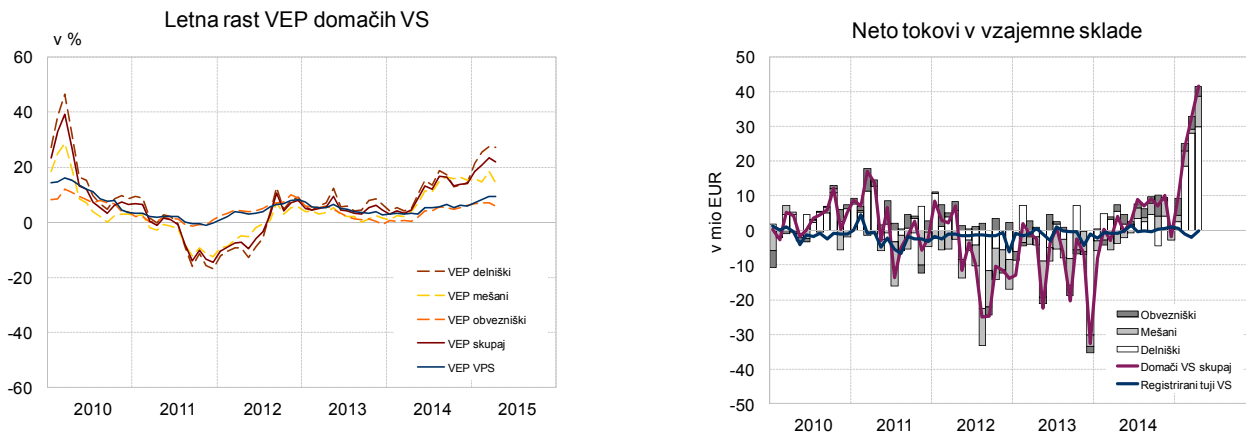 Letna rast VEP domačih VS
v %
60
40
20
0
-20
-40
-60
VEP delniški
VEP mešani
VEP obvezniški
VEP skupaj
VEP VPS
2010 2011 2012 2013 2014 2015
Neto tokovi v vzajemne sklade
v mio EUR
50
40
30
20
10
0
-10
-20
-30
-40
-50
Obvezniški
Mešani
Delniški
Domači VS skupaj
Registrirani tuji VS
2010 2011 2012 2013 2014